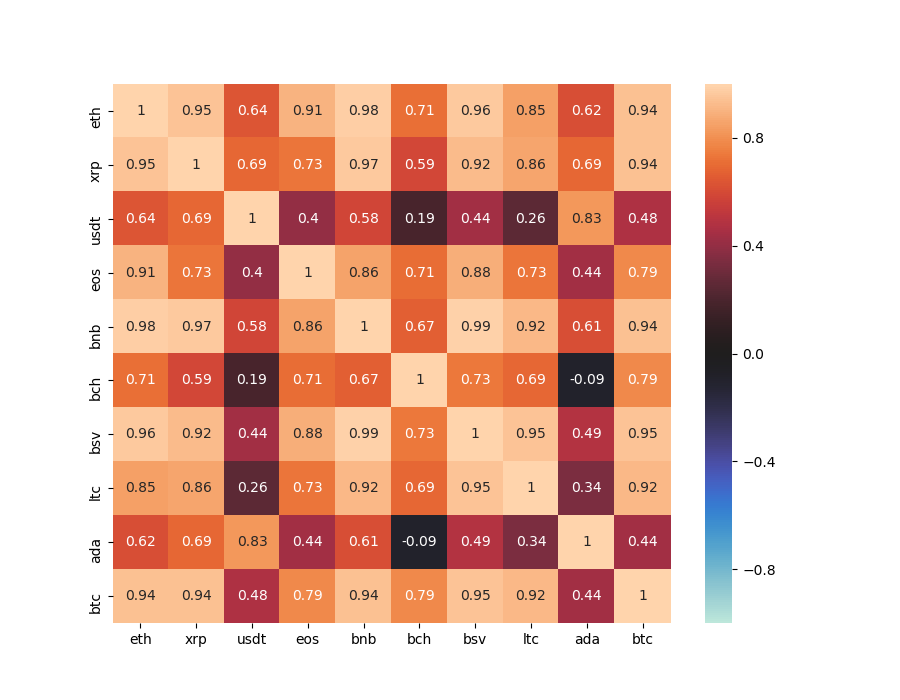 eth 1 0.95 0.64 0.91 0.98 0.71 0.96 0.85 0.62 0.94
xrp 0.95 1 0.69 0.73 0.97 0.59 0.92 0.86 0.69 0.94
usdt 0.64 0.69 1 0.4 0.58 0.19 0.44 0.26 0.83 0.48
eos 0.91 0.73 0.4 1 0.86 0.71 0.88 0.73 0.44 0.79
bnb 0.98 0.97 0.58 0.86 1 0.67 0.99 0.92 0.61 0.94
bch 0.71 0.59 0.19 0.71 0.67 1 0.73 0.69 -0.09 0.79
bsv 0.96 0.92 0.44 0.88 0.99 0.73 1 0.95 0.49 0.95
ltc 0.85 0.86 0.26 0.73 0.92 0.69 0.95 1 0.34 0.92
ada 0.62 0.69 0.83 0.44 0.61 -0.09 0.49 0.34 1 0.44
btc 0.94 0.94 0.48 0.79 0.94 0.79 0.95 0.92 0.44 1
eth xrp usdt eos bnb bch bsv ltc ada btc
0.8
0.4
0.0
−0.4
−0.8